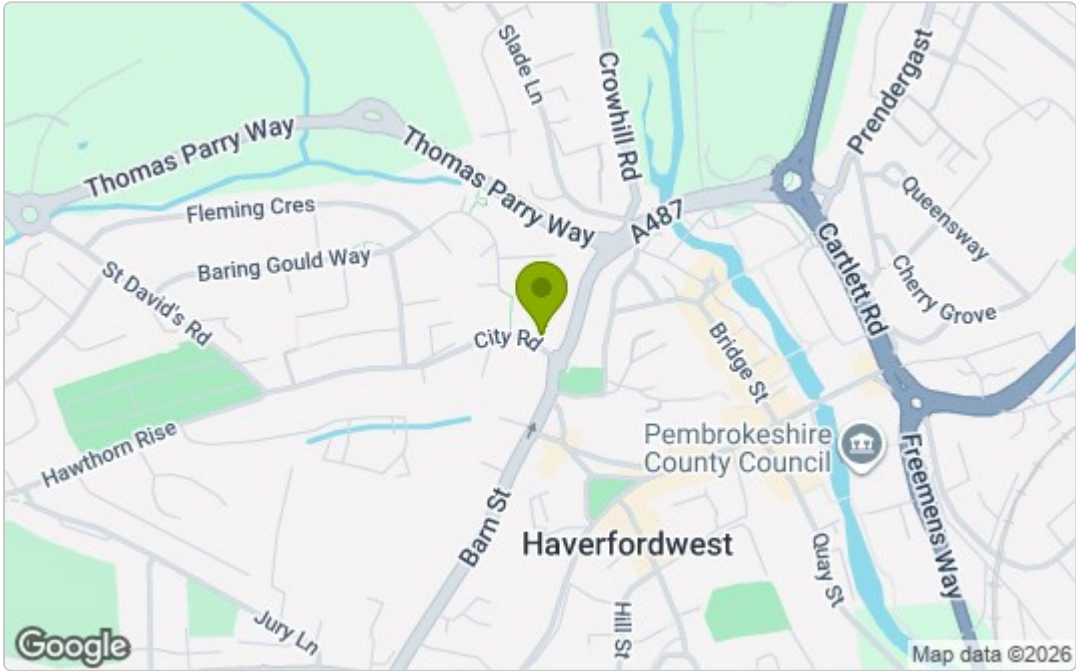 Slade Ln
Crowhill Rd
Prendergast
Thomas Parry Way
Thomas Parry Way
Queensway
Fleming Cres
A487
Cartlett Rd
Baring Gould Way
St David's Rd
Cherry Grove
City Rd
Bridge St
Hawthorn Rise
Pembrokeshire
County Council
Freemens Way
Barn St
Haverfordwest
Quay St
Jury Ln
Hill St
Google
Map data ©2026